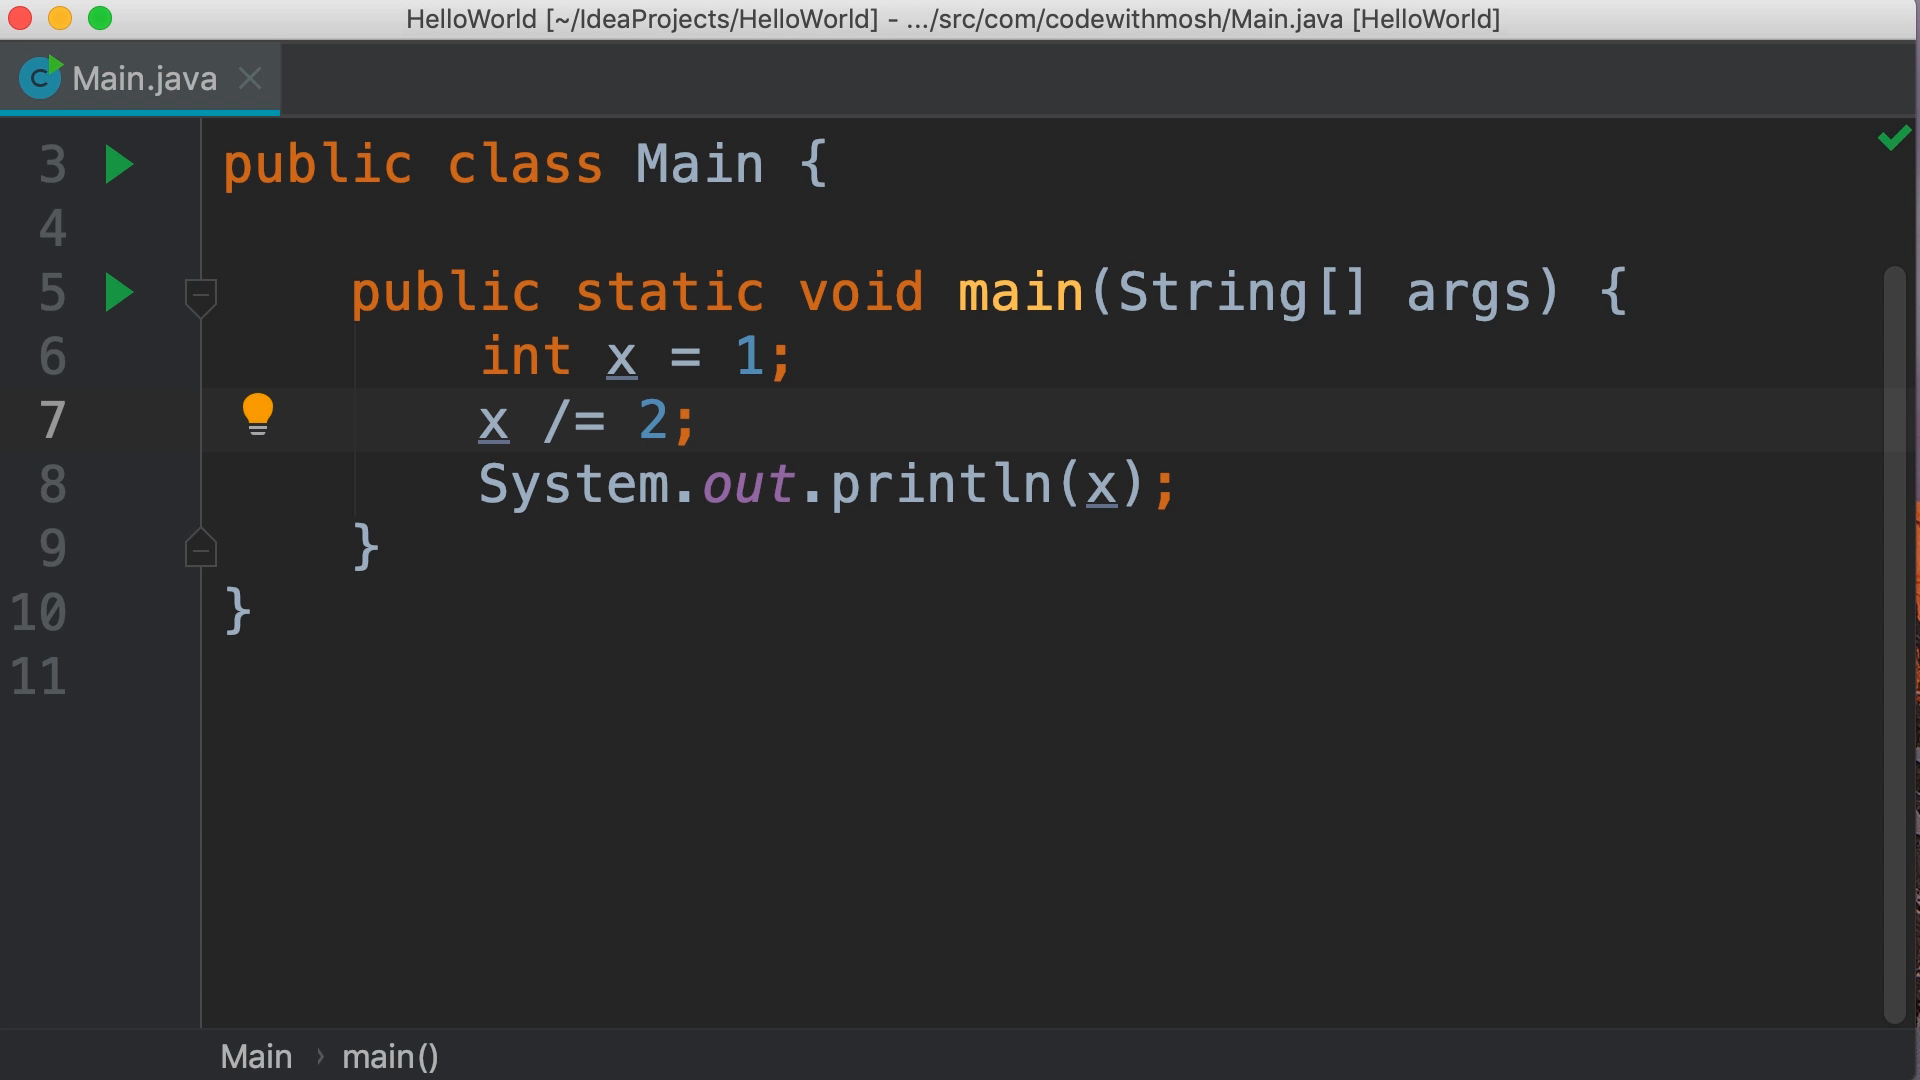 HelloWorld [~/IdeaProjects/HelloWorld] - .../src/com/codewithmosh/Main.java [HelloWorld]
C Main.java
3 public class Main {
4
5 public static void main(String[] args) {
6 int x = 1;
7 x /= 2;
8 System.out.println(x);
9 }
10 }
11
Main › main()